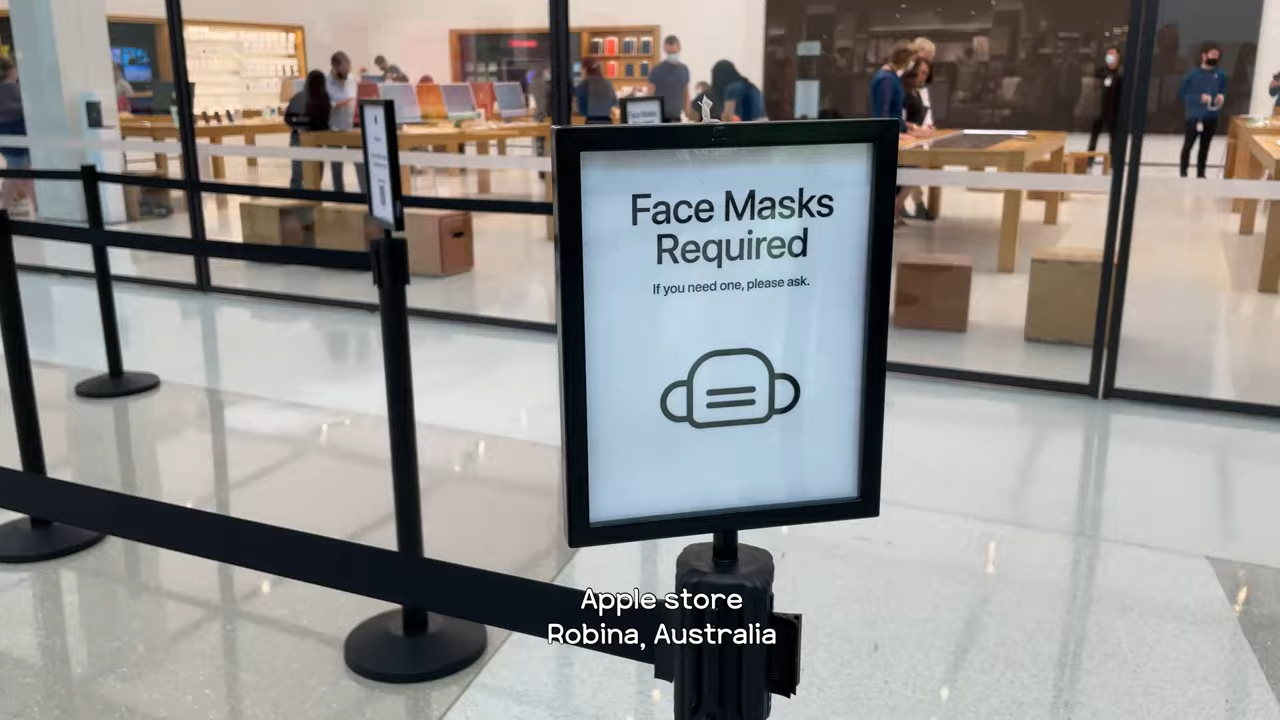 Face Masks
Required
If you need one, please ask.
Apple store
Robina, Australia